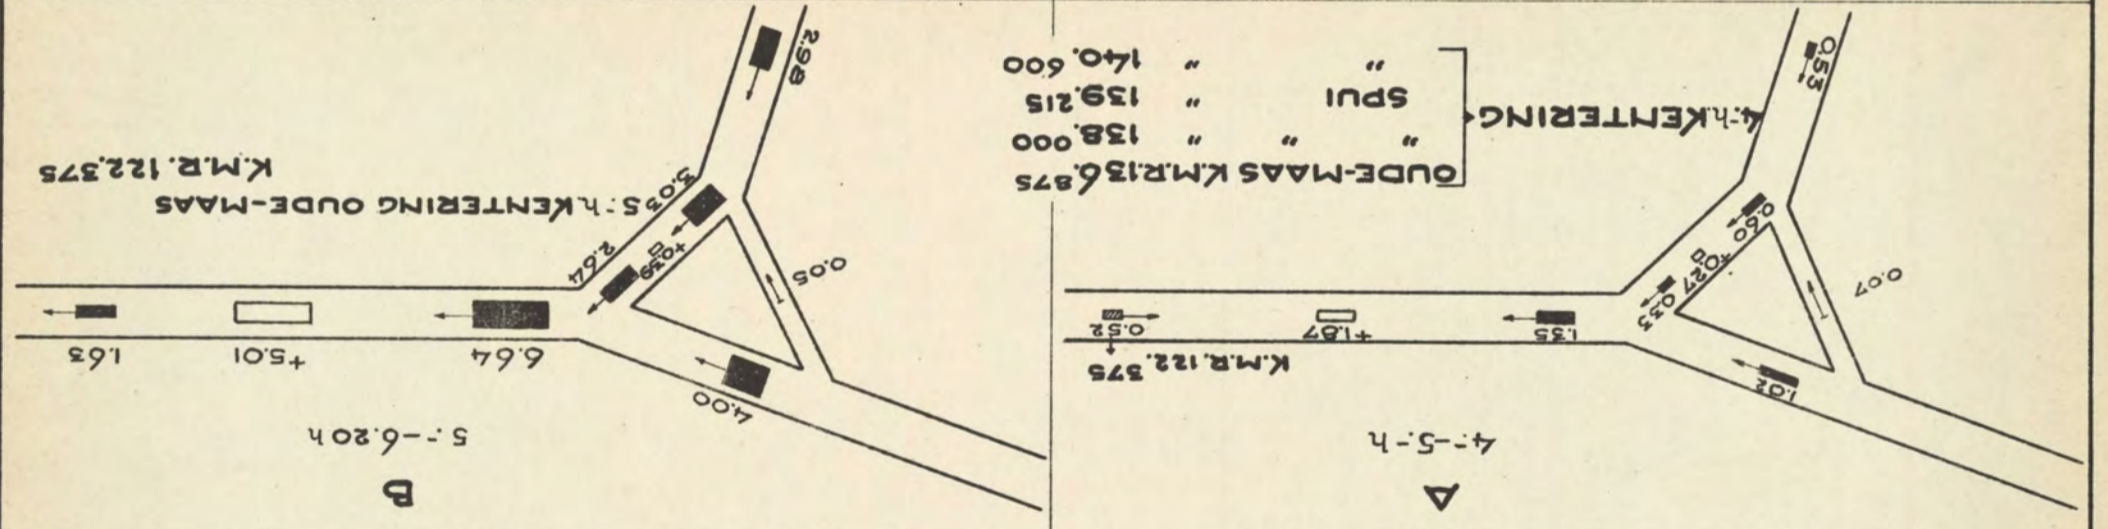 A
4.-–5.-h
1.02
K.M.R. 122.375
1.35
+1.87
0.52
0.33
+0.27
0.60
0.07
4.-h KENTERING
OUDE-MAAS K.M.R. 136.875
" " " 138.000
SPUI " 139.215
" " 140.600
0.53
B
5.-–6.20h
4.00
6.64
+5.01
1.63
2.64
+0.39
3.03
0.05
5.-h KENTERING OUDE-MAAS
K.M.R. 122.375
2.98